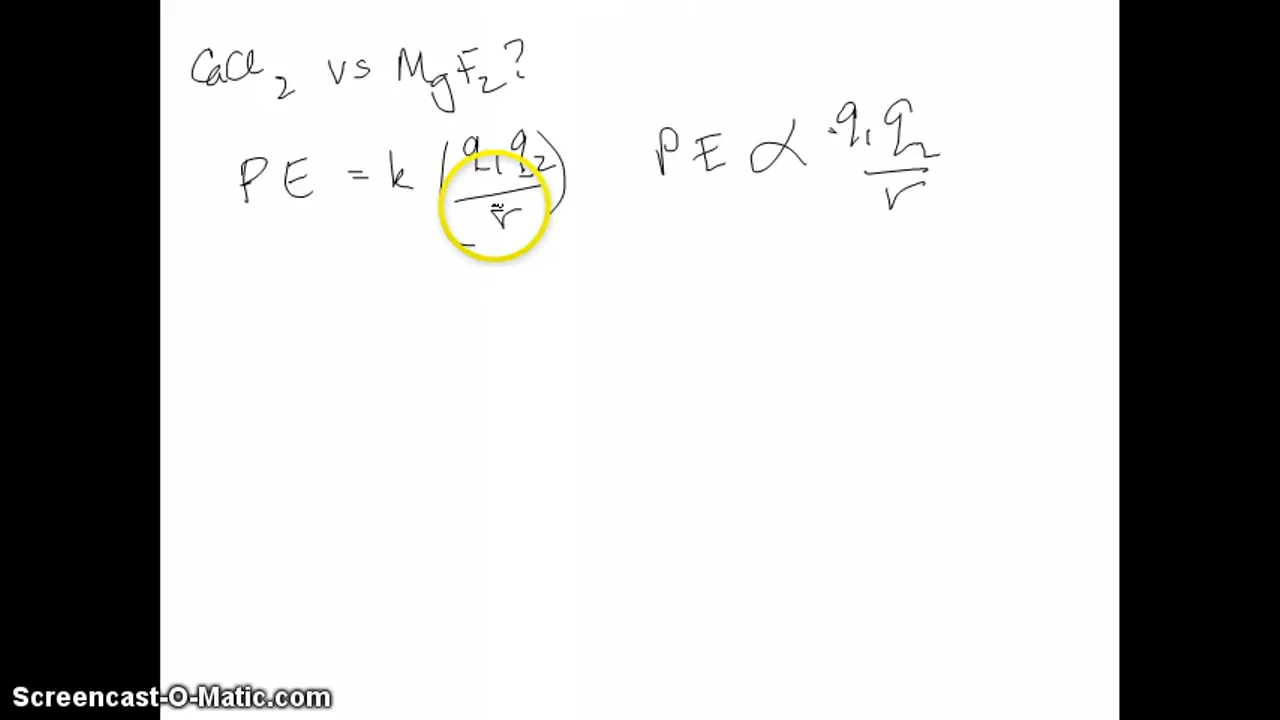 CaCl₂ vs MgF₂?
PE = k (q₁q₂/r)
PE ∝ q₁q₂/r
Screencast-O-Matic.com